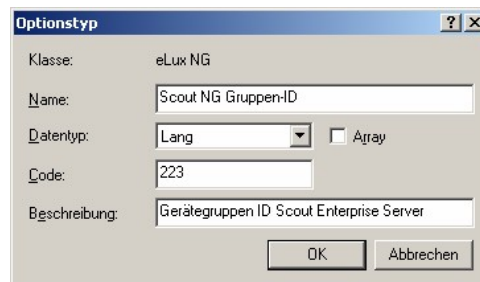 Optionstyp
Klasse: eLux NG
Name: Scout NG Gruppen-ID
Datentyp: Lang Array
Code: 223
Beschreibung: Gerätegruppen ID Scout Enterprise Server
OK Abbrechen